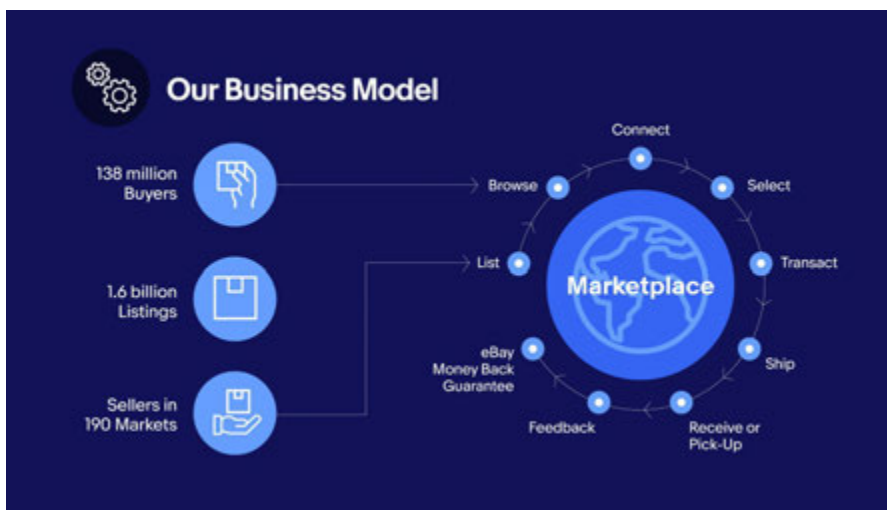 Our Business Model
138 million
Buyers
1.6 billion
Listings
Sellers in
190 Markets
Connect
Browse
Select
List
Transact
Marketplace
eBay
Money Back
Guarantee
Ship
Feedback
Receive or
Pick-Up